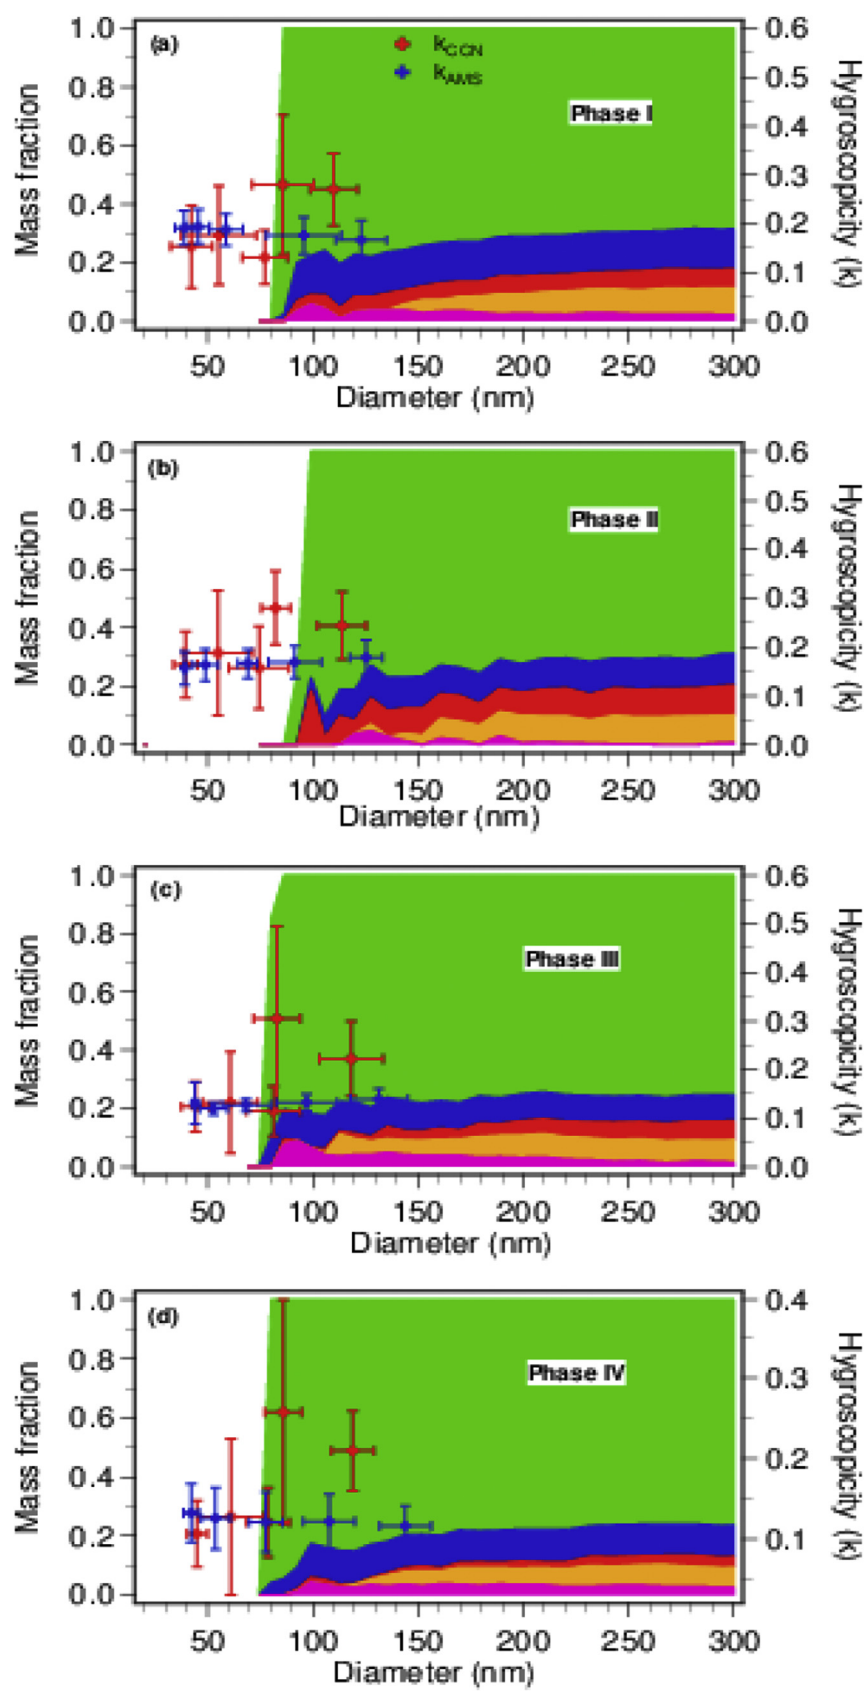 (a)
kCCN
kAMS
Phase I
1.0
0.8
0.6
0.4
0.2
0.0
Mass fraction
0.6
0.5
0.4
0.3
0.2
0.1
0.0
Hygroscopicity (k)
50 100 150 200 250 300
Diameter (nm)
(b)
Phase II
1.0
0.8
0.6
0.4
0.2
0.0
Mass fraction
0.6
0.5
0.4
0.3
0.2
0.1
0.0
Hygroscopicity (k)
50 100 150 200 250 300
Diameter (nm)
(c)
Phase III
1.0
0.8
0.6
0.4
0.2
0.0
Mass fraction
0.6
0.5
0.4
0.3
0.2
0.1
0.0
Hygroscopicity (k)
50 100 150 200 250 300
Diameter (nm)
(d)
Phase IV
1.0
0.8
0.6
0.4
0.2
0.0
Mass fraction
0.4
0.3
0.2
0.1
Hygroscopicity (k)
50 100 150 200 250 300
Diameter (nm)